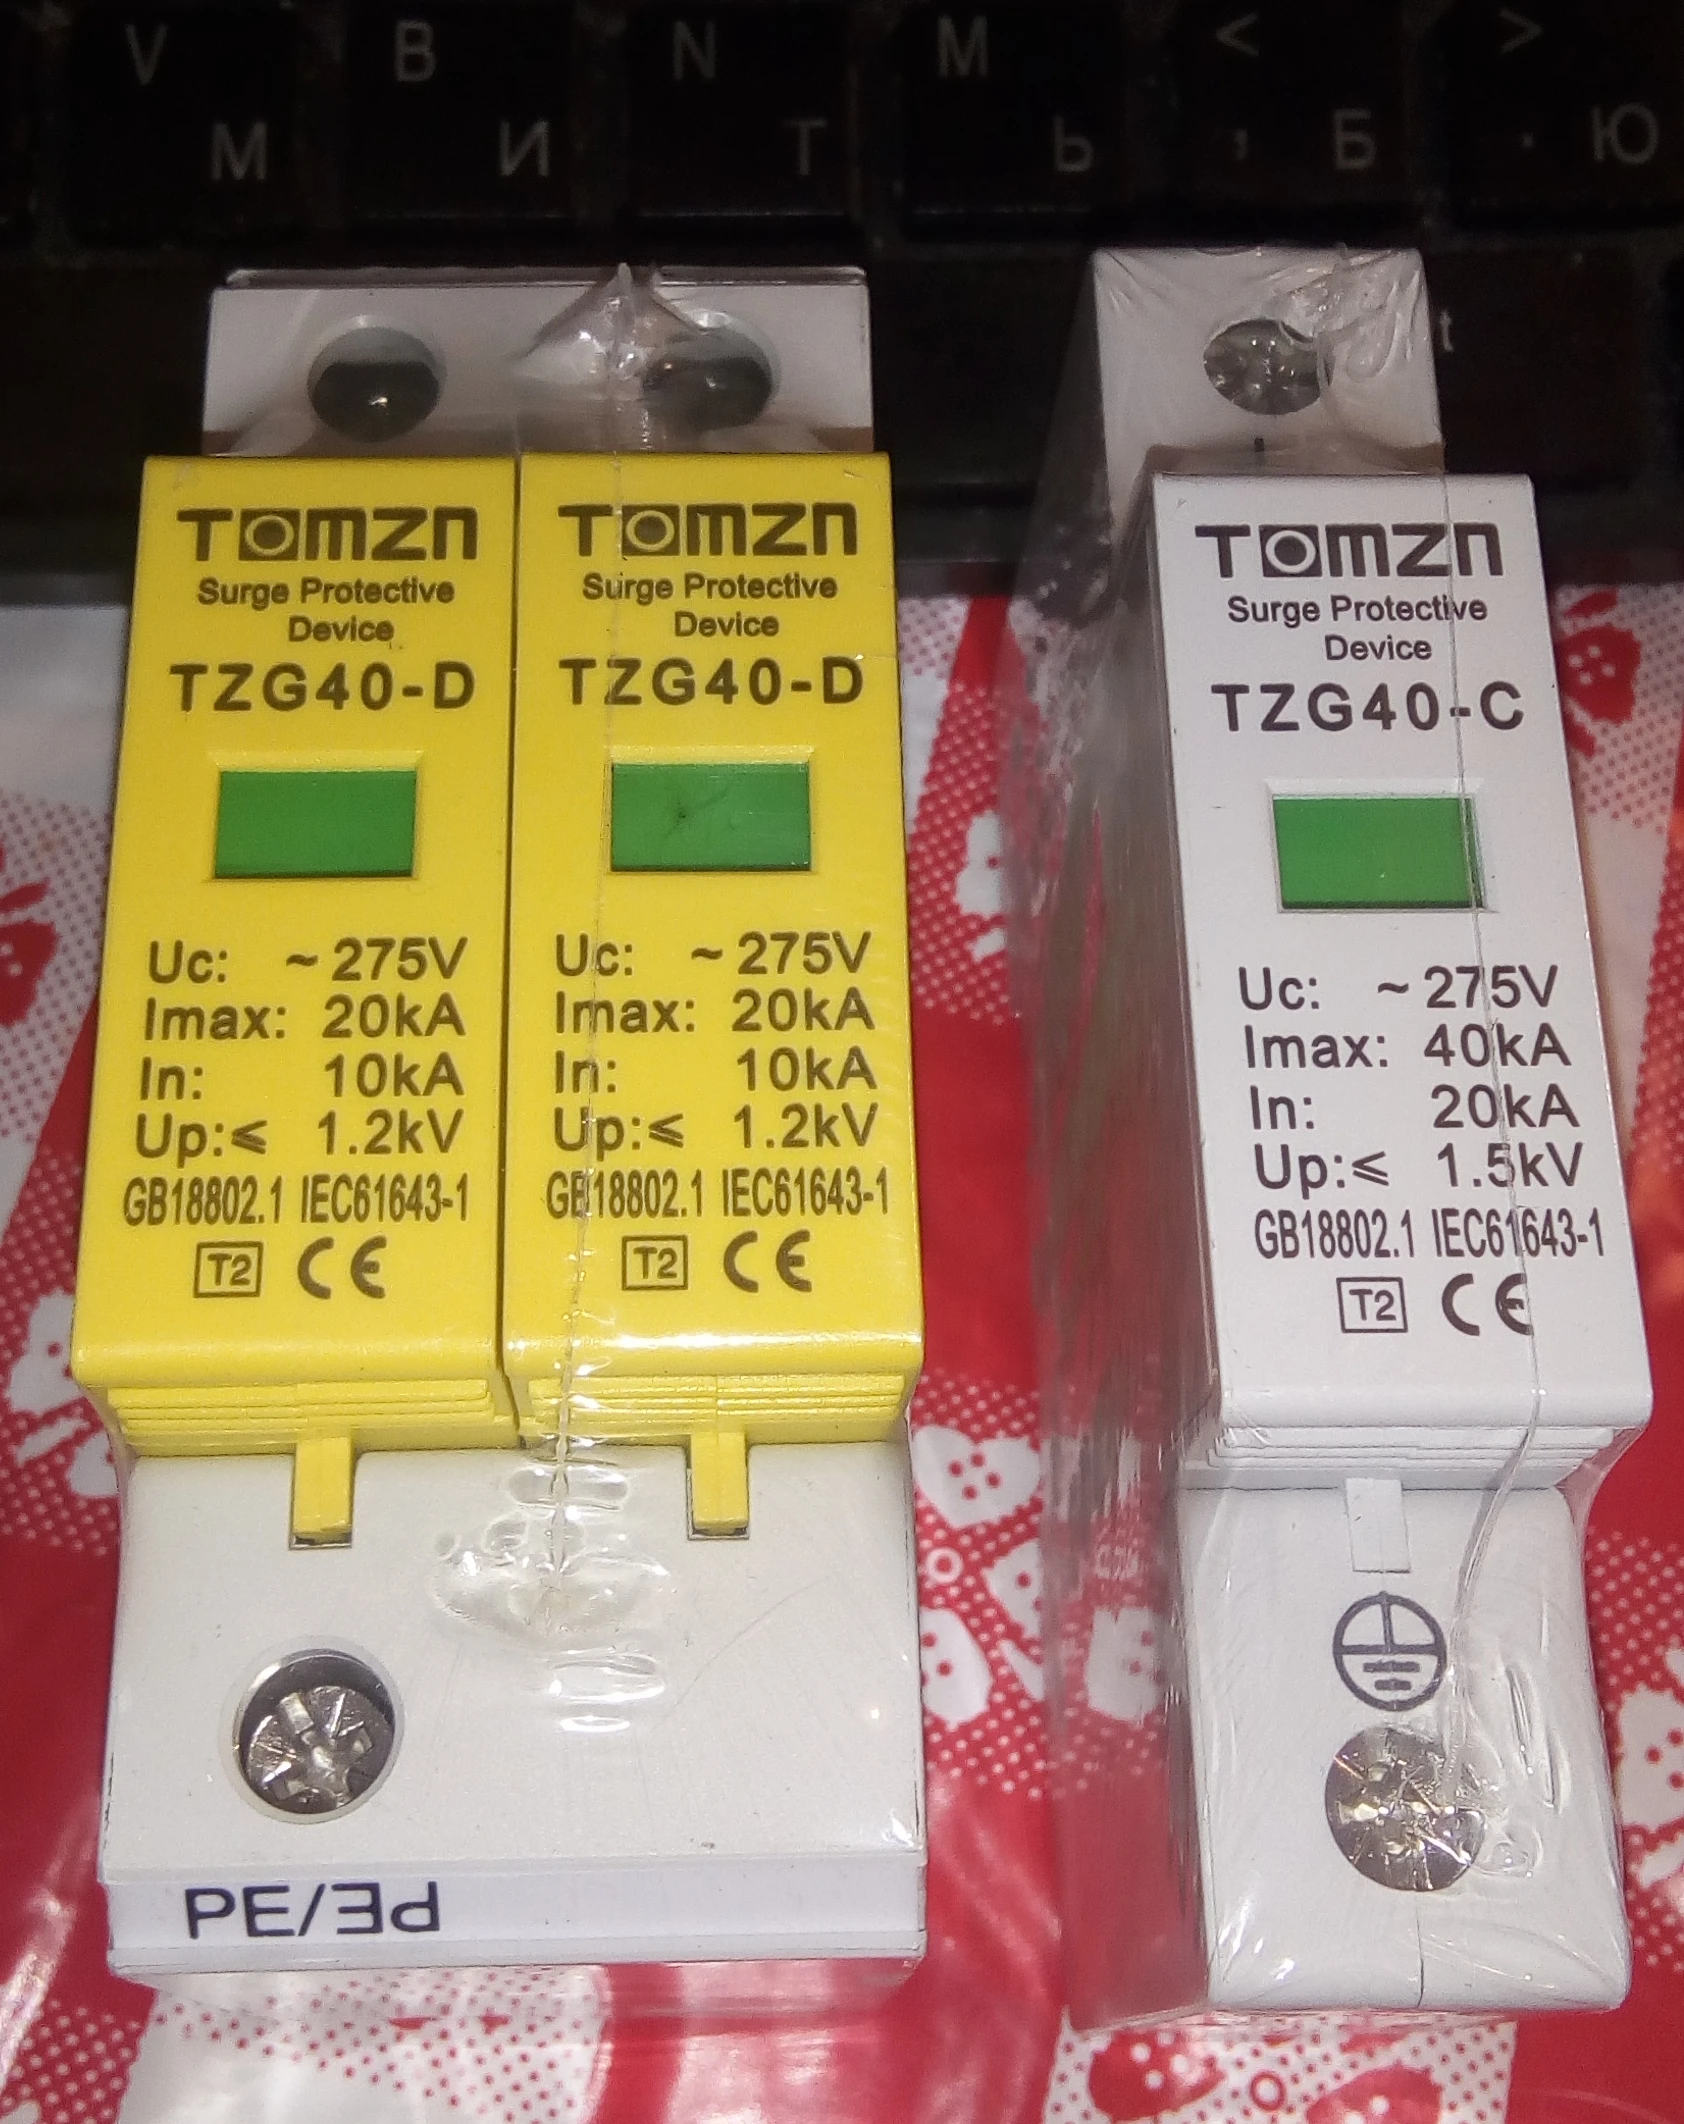 V B N M < >
М И Т Ь , Б . Ю
TOMZN
Surge Protective
Device
TZG40-D
Uc: ~275V
Imax: 20kA
In: 10kA
Up:⩽ 1.2kV
GB18802.1 IEC61643-1
T2 CE
TOMZN
Surge Protective
Device
TZG40-D
Uc: ~275V
Imax: 20kA
In: 10kA
Up:⩽ 1.2kV
GB18802.1 IEC61643-1
T2 CE
PE/PE
TOMZN
Surge Protective
Device
TZG40-C
Uc: ~275V
Imax: 40kA
In: 20kA
Up:⩽ 1.5kV
GB18802.1 IEC61643-1
T2 CE